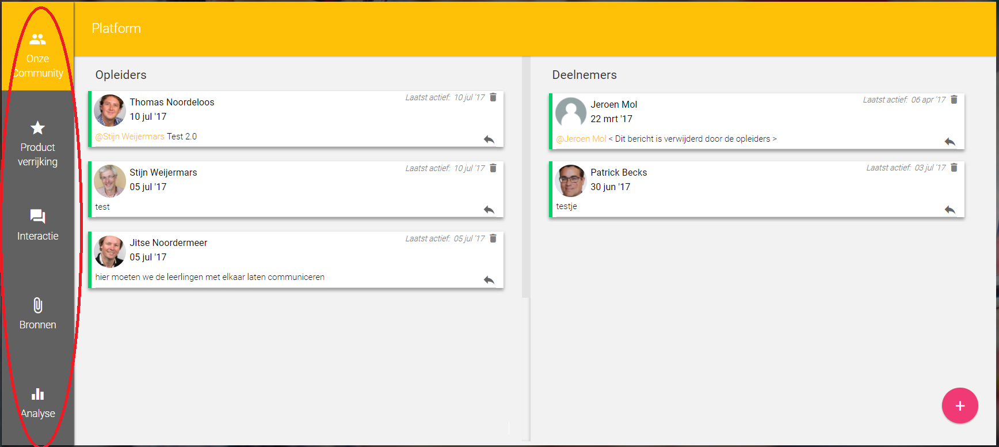 Onze
Community
Product
verrijking
Interactie
Bronnen
Analyse
Platform
Opleiders
Thomas Noordeloos
Laatst actief: 10 jul '17
10 jul '17
@Stijn Weijermars Test 2.0
Stijn Weijermars
Laatst actief: 10 jul '17
05 jul '17
test
Jitse Noordermeer
Laatst actief: 05 jul '17
05 jul '17
hier moeten we de leerlingen met elkaar laten communiceren
Deelnemers
Jeroen Mol
Laatst actief: 06 apr '17
22 mrt '17
@Jeroen Mol < Dit bericht is verwijderd door de opleiders >
Patrick Becks
Laatst actief: 03 jul '17
30 jun '17
testje